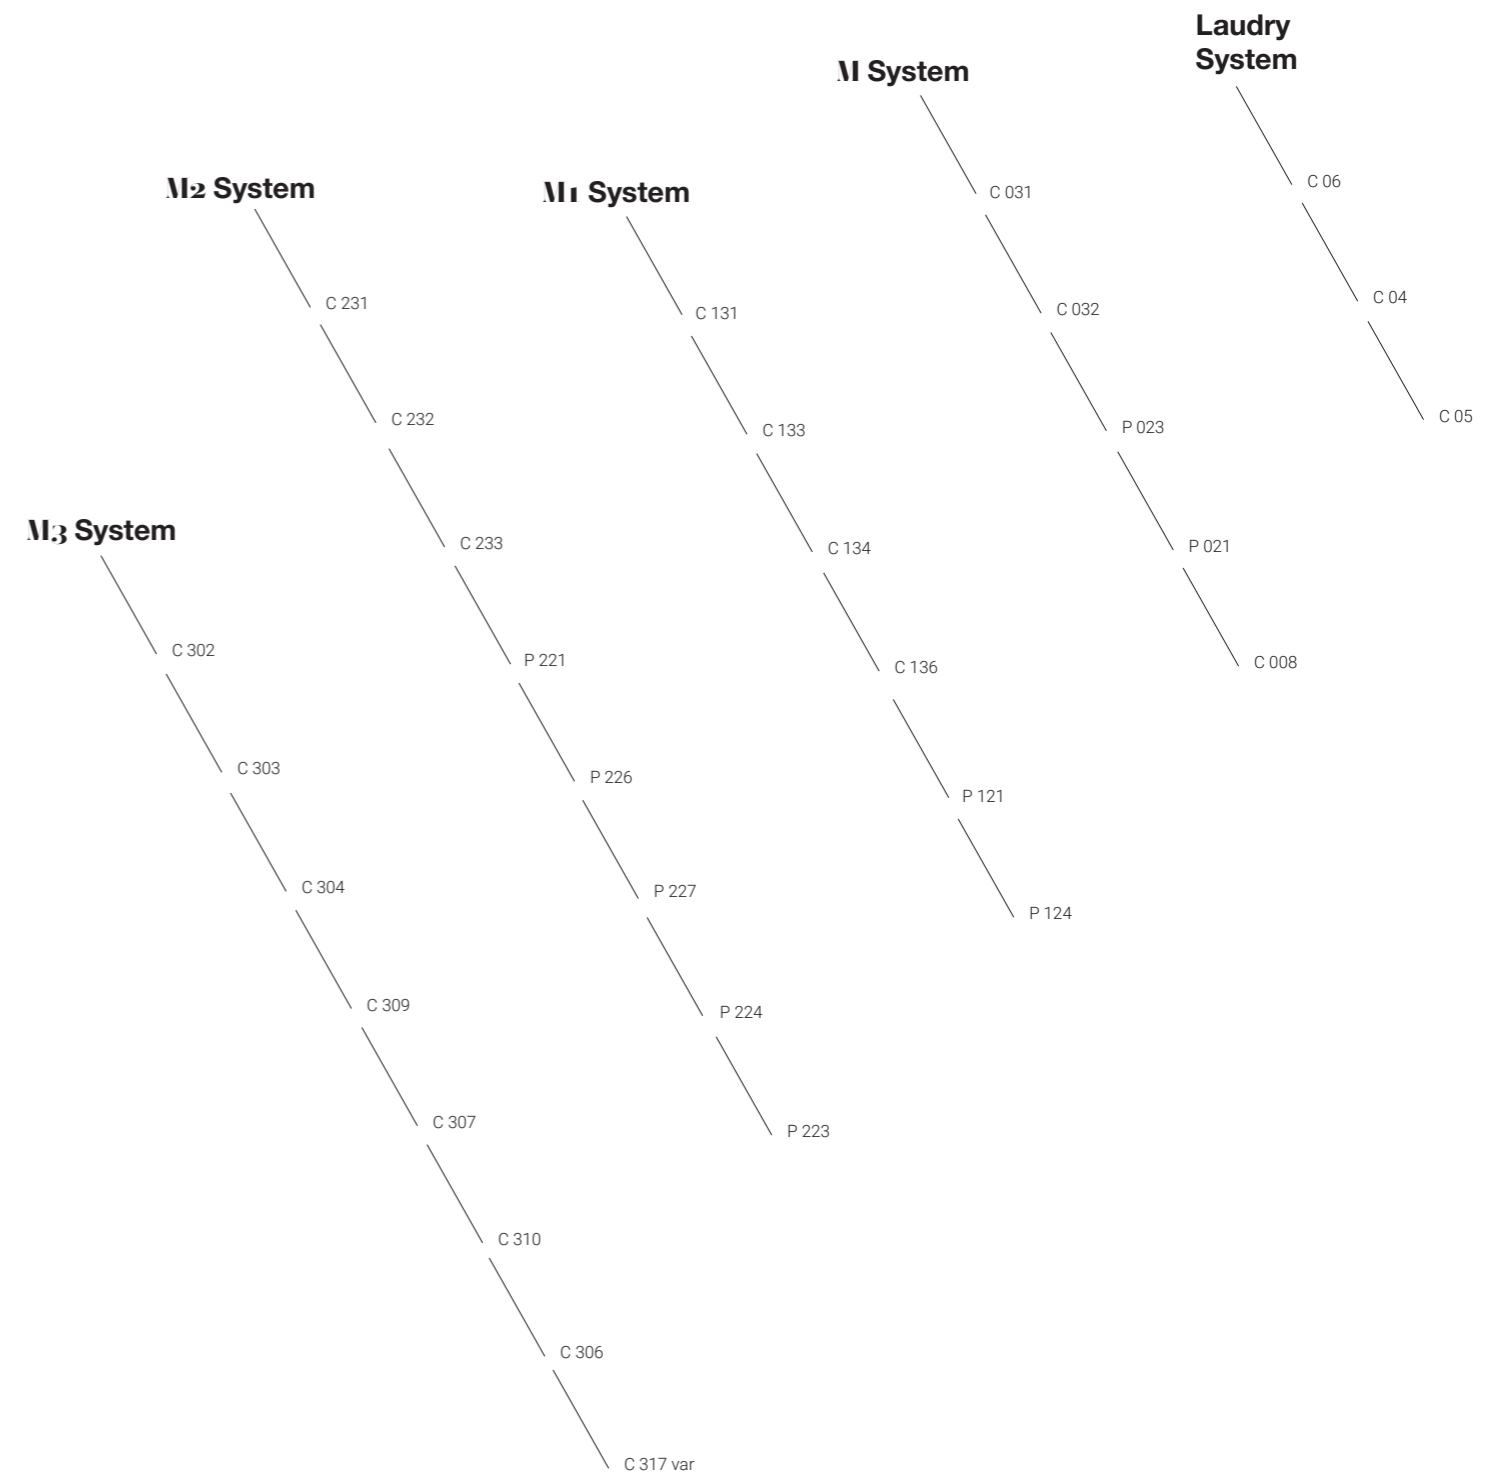 M3 System
C 302
C 303
C 304
C 309
C 307
C 310
C 306
C 317 var
M2 System
C 231
C 232
C 233
P 221
P 226
P 227
P 224
P 223
M1 System
C 131
C 133
C 134
C 136
P 121
P 124
M System
C 031
C 032
P 023
P 021
C 008
Laudry
System
C 06
C 04
C 05